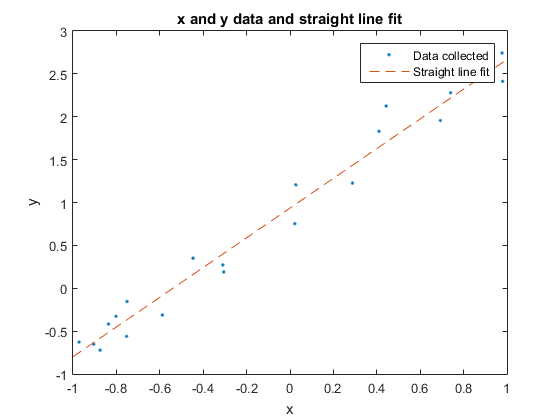 x and y data and straight line fit
3
2.5
2
1.5
1
0.5
0
-0.5
-1
y
Data collected
Straight line fit
-1 -0.8 -0.6 -0.4 -0.2 0 0.2 0.4 0.6 0.8 1
x